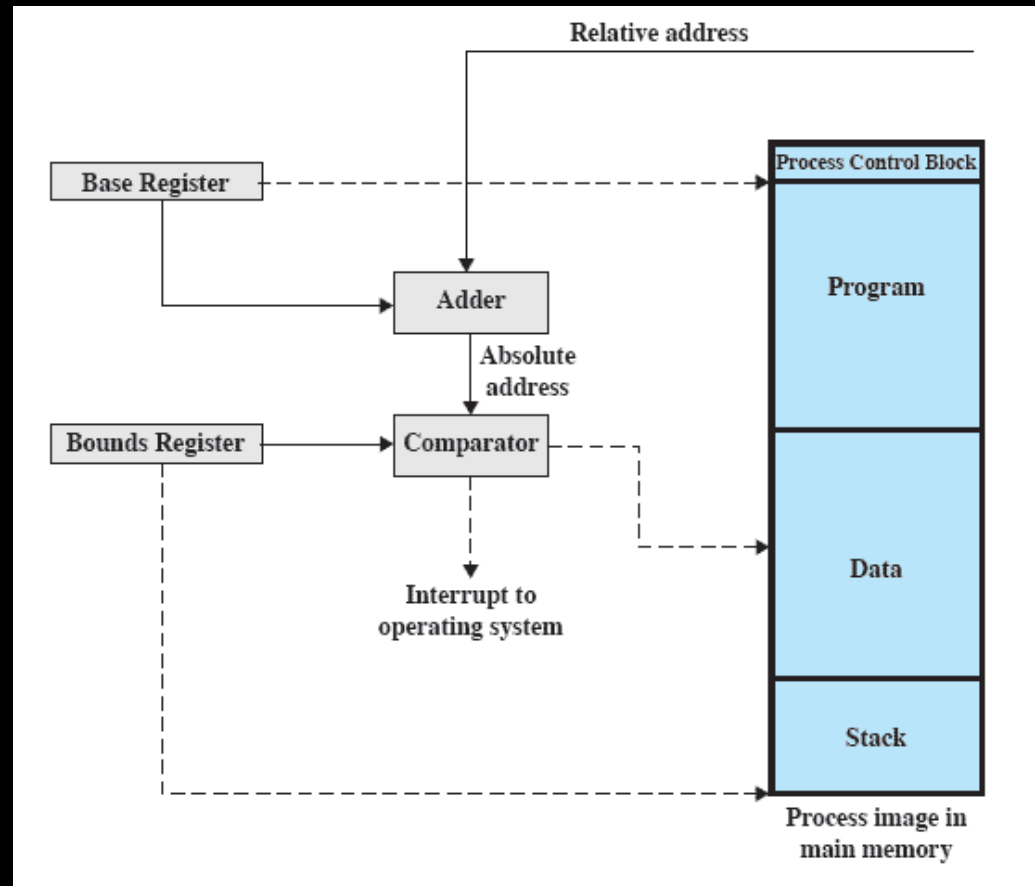 Relative address
Process Control Block
Base Register
Program
Adder
Absolute
address
Bounds Register
Comparator
Data
Interrupt to
operating system
Stack
Process image in
main memory